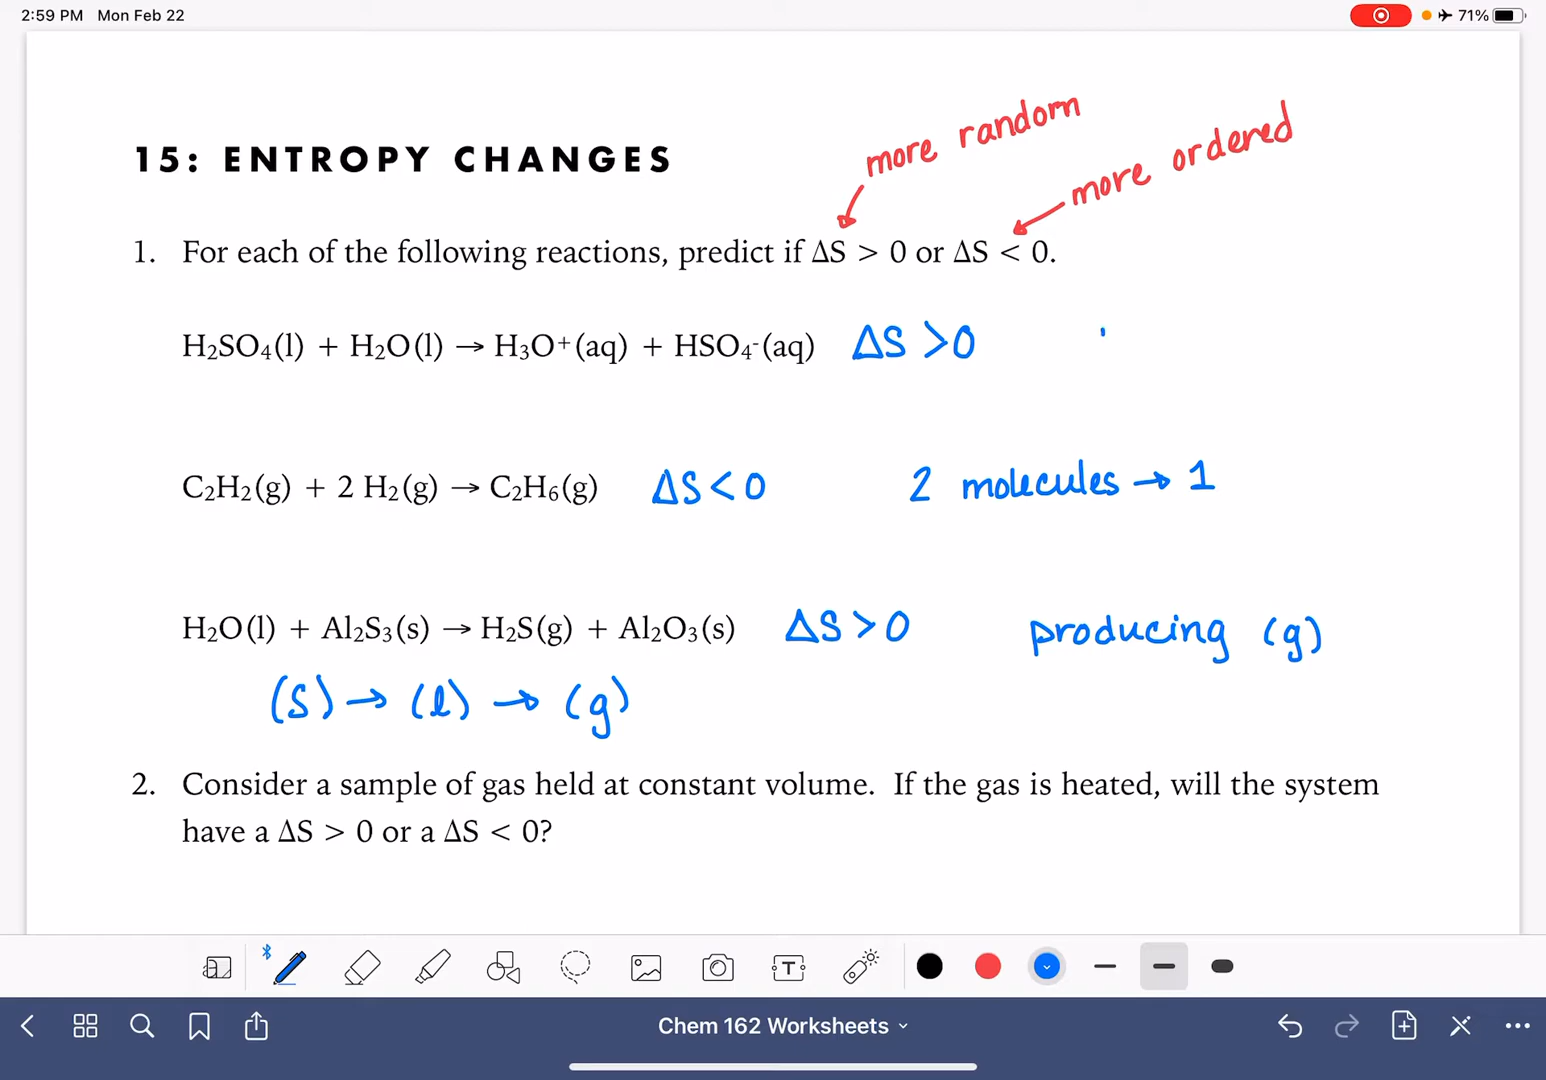 2:59 PM Mon Feb 22
71%
more random
more ordered
15: ENTROPY CHANGES
1. For each of the following reactions, predict if ΔS > 0 or ΔS < 0.
H₂SO₄(l) + H₂O(l) → H₃O⁺(aq) + HSO₄⁻(aq) ΔS >0
C₂H₂(g) + 2 H₂(g) → C₂H₆(g) ΔS<0 2 molecules → 1
H₂O(l) + Al₂S₃(s) → H₂S(g) + Al₂O₃(s) ΔS>0 producing (g)
(s) → (l) → (g)
2. Consider a sample of gas held at constant volume. If the gas is heated, will the system
have a ΔS > 0 or a ΔS < 0?
a
T
Chem 162 Worksheets